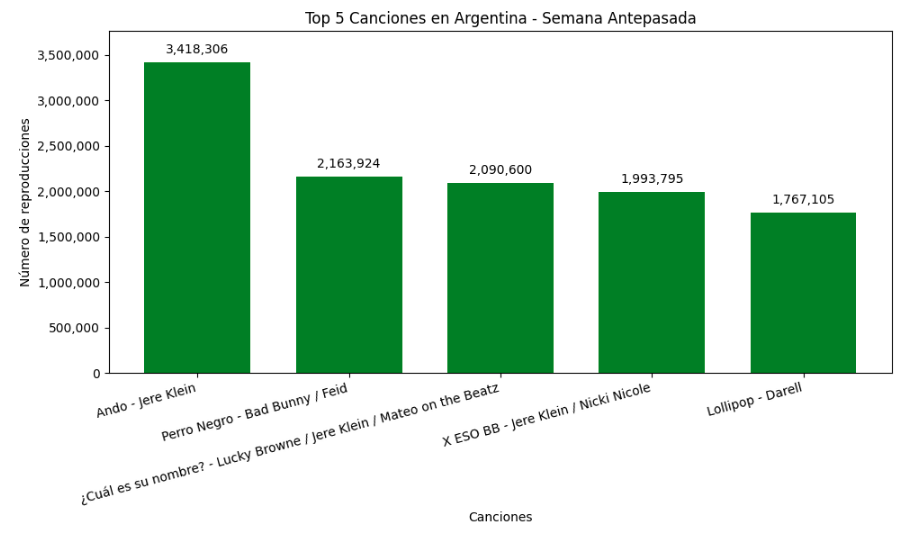 Top 5 Canciones en Argentina - Semana Antepasada
Número de reproducciones
3,500,000
3,000,000
2,500,000
2,000,000
1,500,000
1,000,000
500,000
0
3,418,306
2,163,924
2,090,600
1,993,795
1,767,105
Ando - Jere Klein
Perro Negro - Bad Bunny / Feid
¿Cuál es su nombre? - Lucky Browne / Jere Klein / Mateo on the Beatz
X ESO BB - Jere Klein / Nicki Nicole
Lollipop - Darell
Canciones